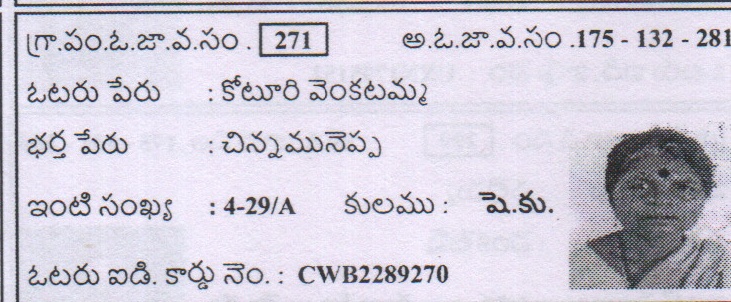 గ్రా.పం.ఓ.జా.వ.సం . 271 అ.ఓ.జా.వ.సం .175 - 132 - 281
ఓటరు పేరు : కోటూరి వెంకటమ్మ
భర్త పేరు : చిన్నమునెప్ప
ఇంటి సంఖ్య : 4-29/A కులము : షె.కు.
ఓటరు ఐడి. కార్డు నెం. : CWB2289270